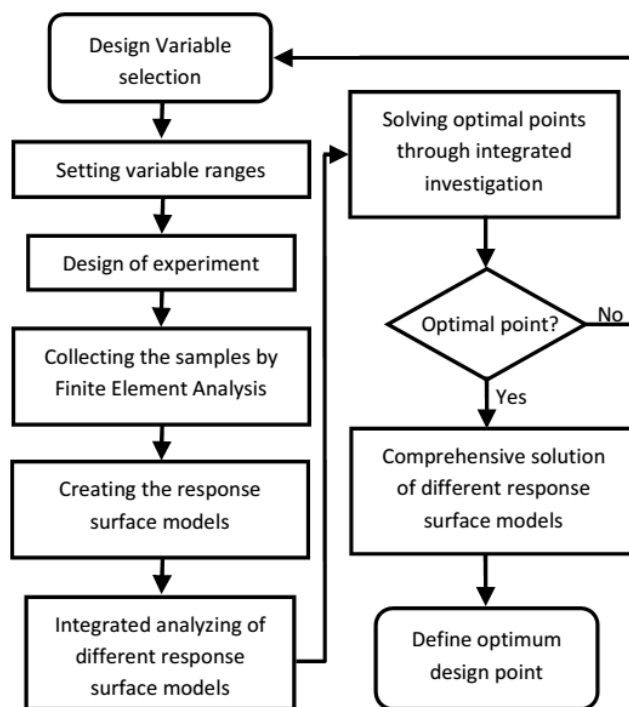 Design Variable
selection
Setting variable ranges
Design of experiment
Collecting the samples by
Finite Element Analysis
Creating the response
surface models
Integrated analyzing of
different response
surface models
Solving optimal points
through integrated
investigation
Optimal point?
No
Yes
Comprehensive solution
of different response
surface models
Define optimum
design point